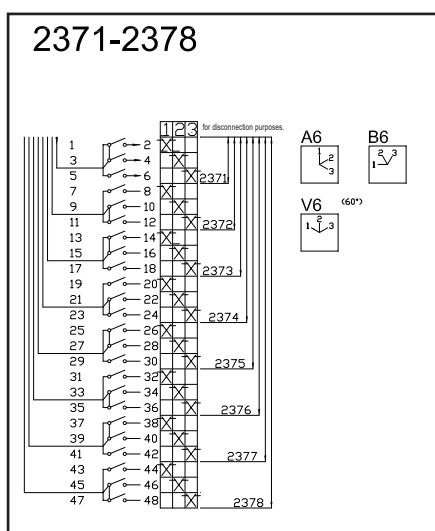 2371-2378
1 2 3 for disconnection purposes.
1 2
3 4
5 6 2371
7 8
9 10
11 12 2372
13 14
15 16
17 18 2373
19 20
21 22
23 24 2374
25 26
27 28
29 30 2375
31 32
33 34
35 36 2376
37 38
39 40
41 42 2377
43 44
45 46
47 48 2378
A6 B6
1 2 3
1 2 3
V6 (60°)
1 2 3